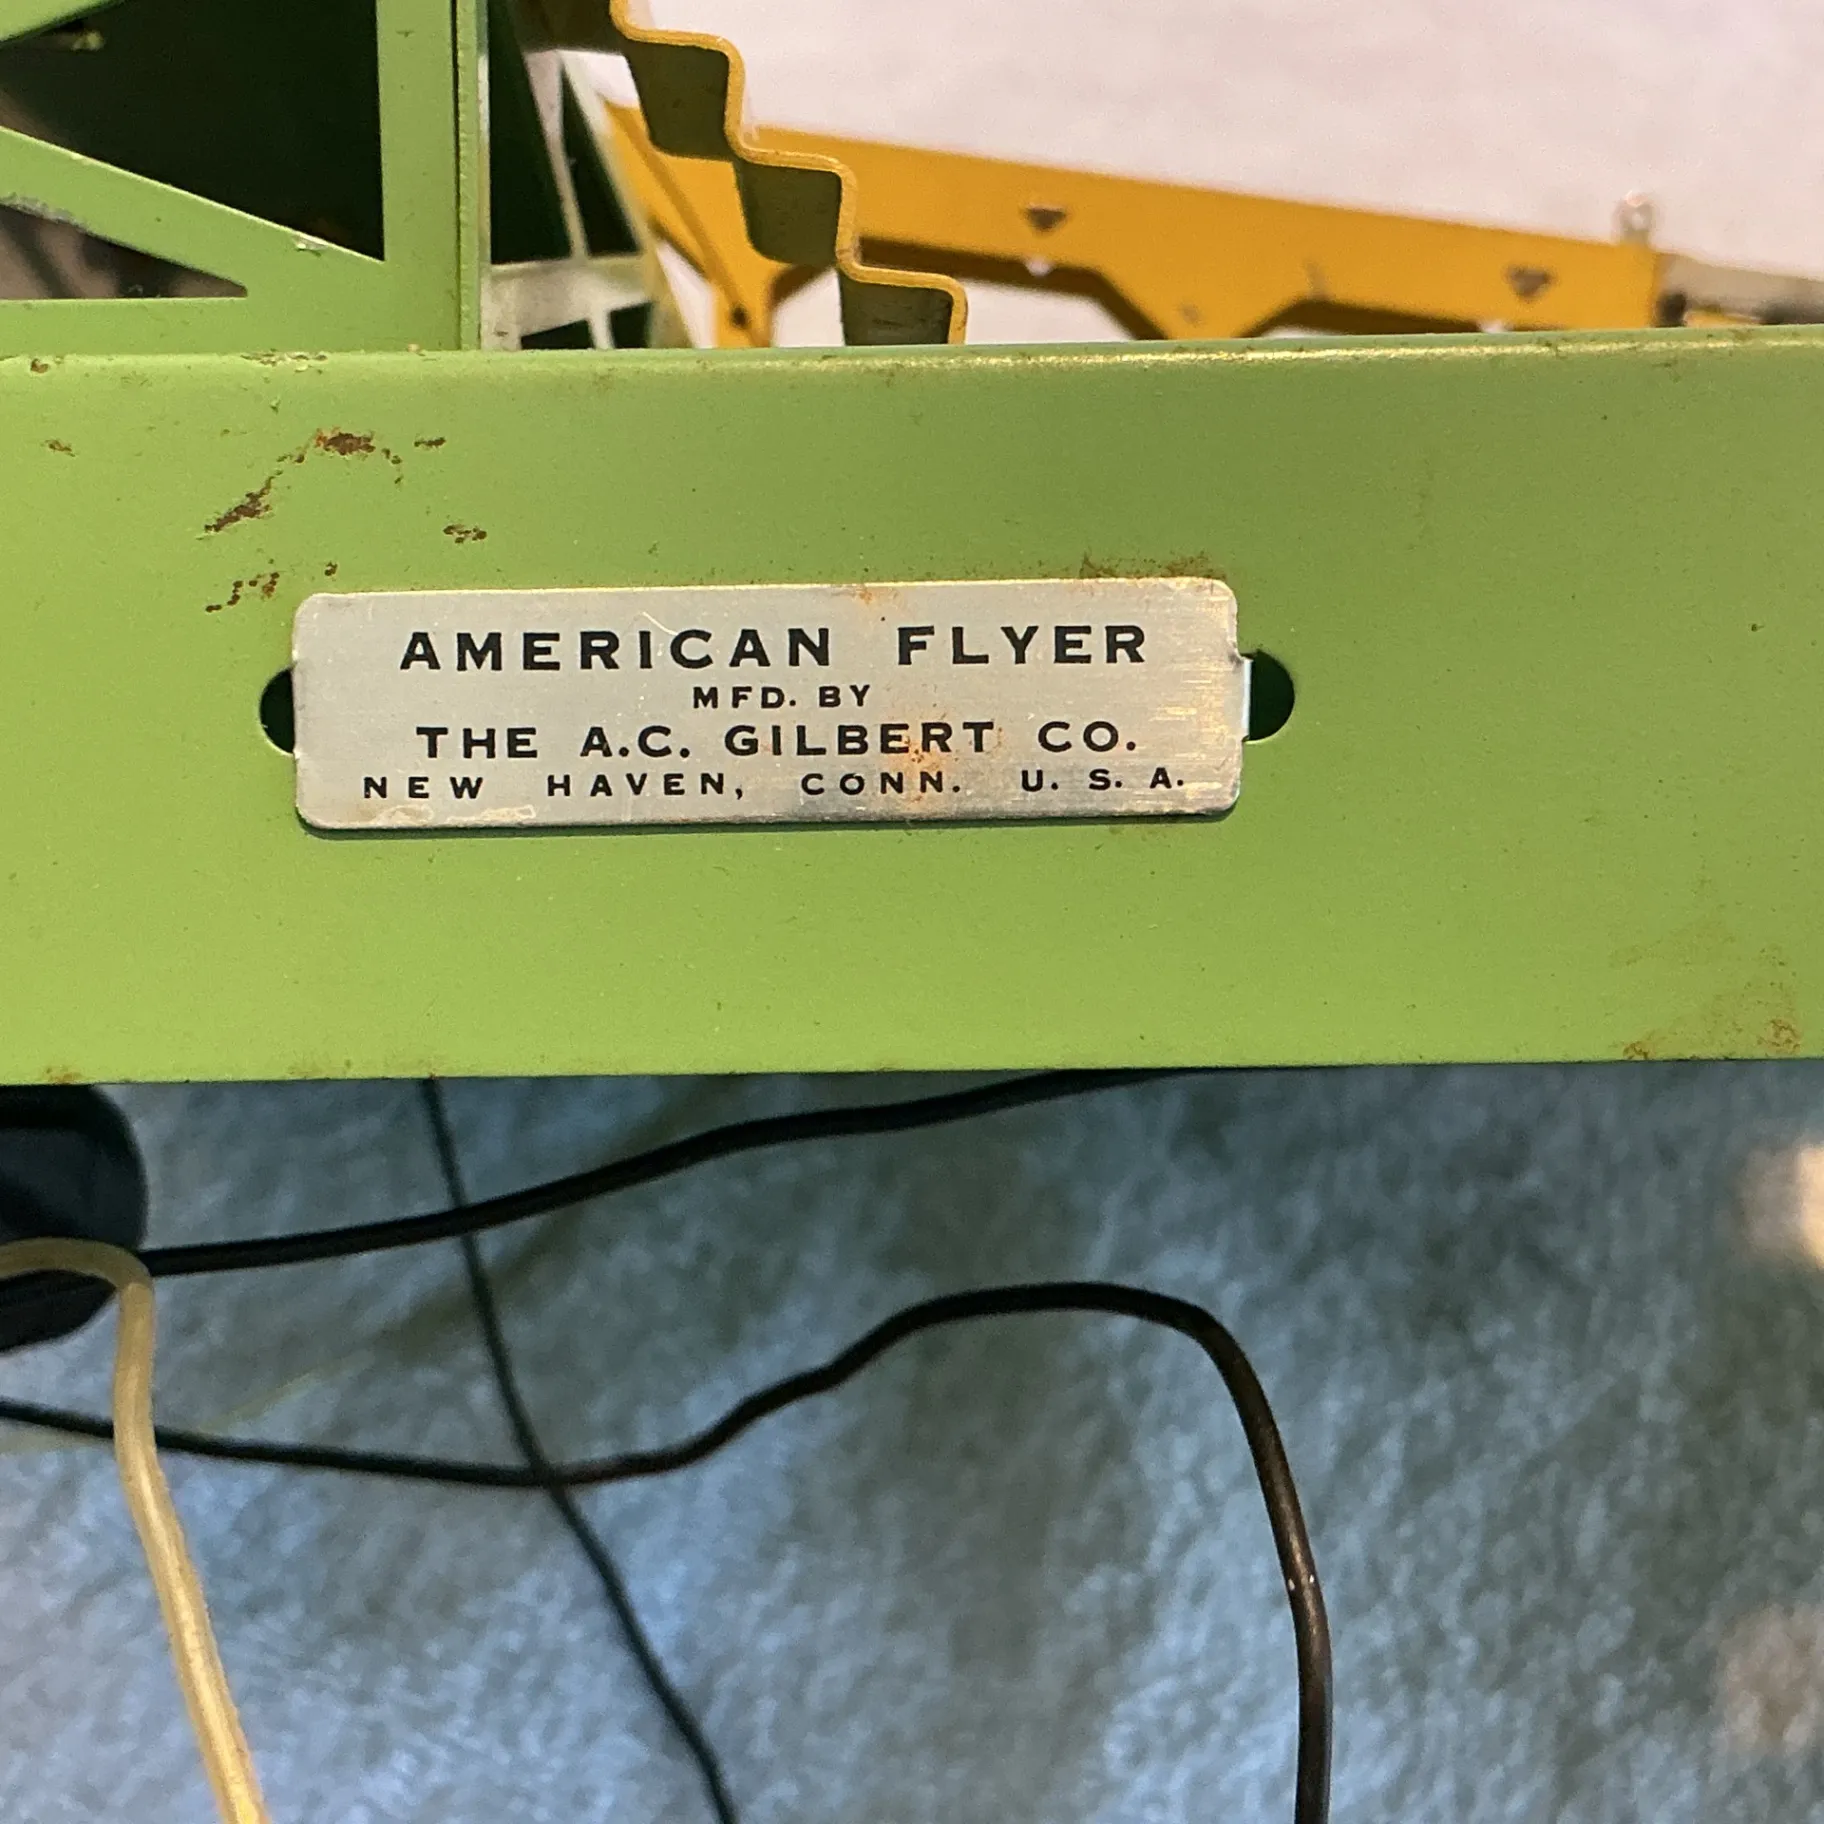 AMERICAN FLYER
MFD. BY
THE A.C. GILBERT CO.
NEW HAVEN, CONN. U. S. A.